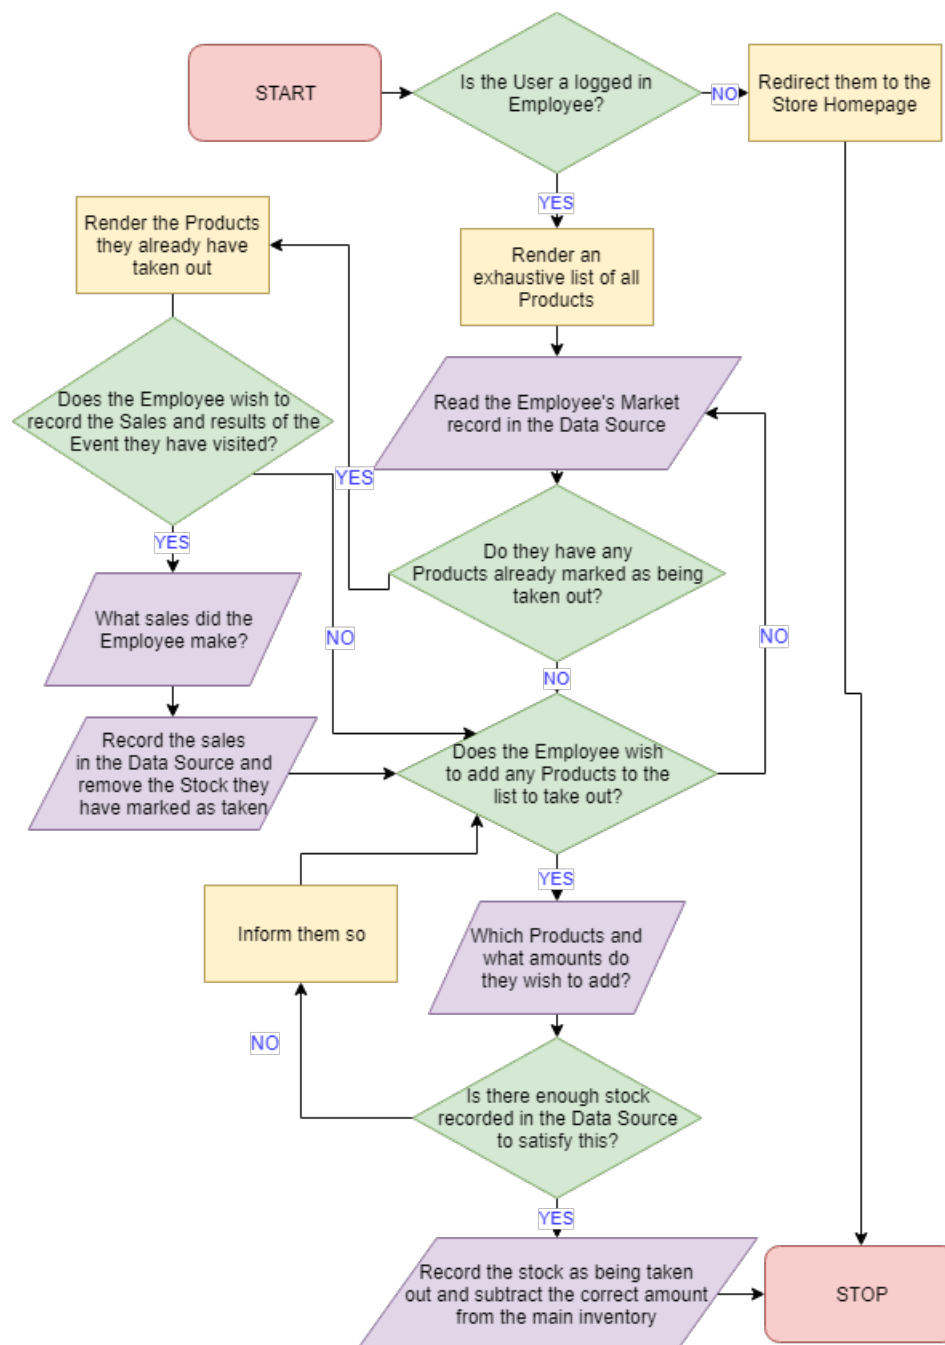 START
Is the User a logged in
Employee?
NO
Redirect them to the
Store Homepage
YES
Render the Products
they already have
taken out
Render an
exhaustive list of all
Products
Does the Employee wish to
record the Sales and results of the
Event they have visited?
Read the Employee's Market
record in the Data Source
YES
YES
Do they have any
Products already marked as being
taken out?
What sales did the
Employee make?
NO
NO
NO
Record the sales
in the Data Source and
remove the Stock they
have marked as taken
Does the Employee wish
to add any Products to the
list to take out?
YES
Inform them so
Which Products and
what amounts do
they wish to add?
NO
Is there enough stock
recorded in the Data Source
to satisfy this?
YES
Record the stock as being taken
out and subtract the correct amount
from the main inventory
STOP